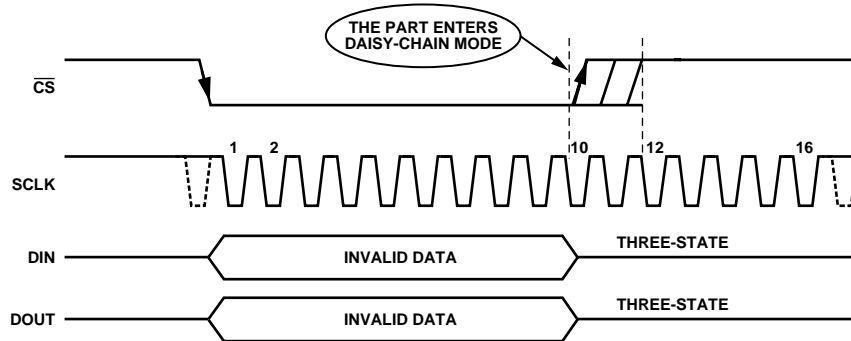 THE PART ENTERS
DAISY-CHAIN MODE
CS
1 2 10 12 16
SCLK
THREE-STATE
DIN INVALID DATA
THREE-STATE
DOUT INVALID DATA